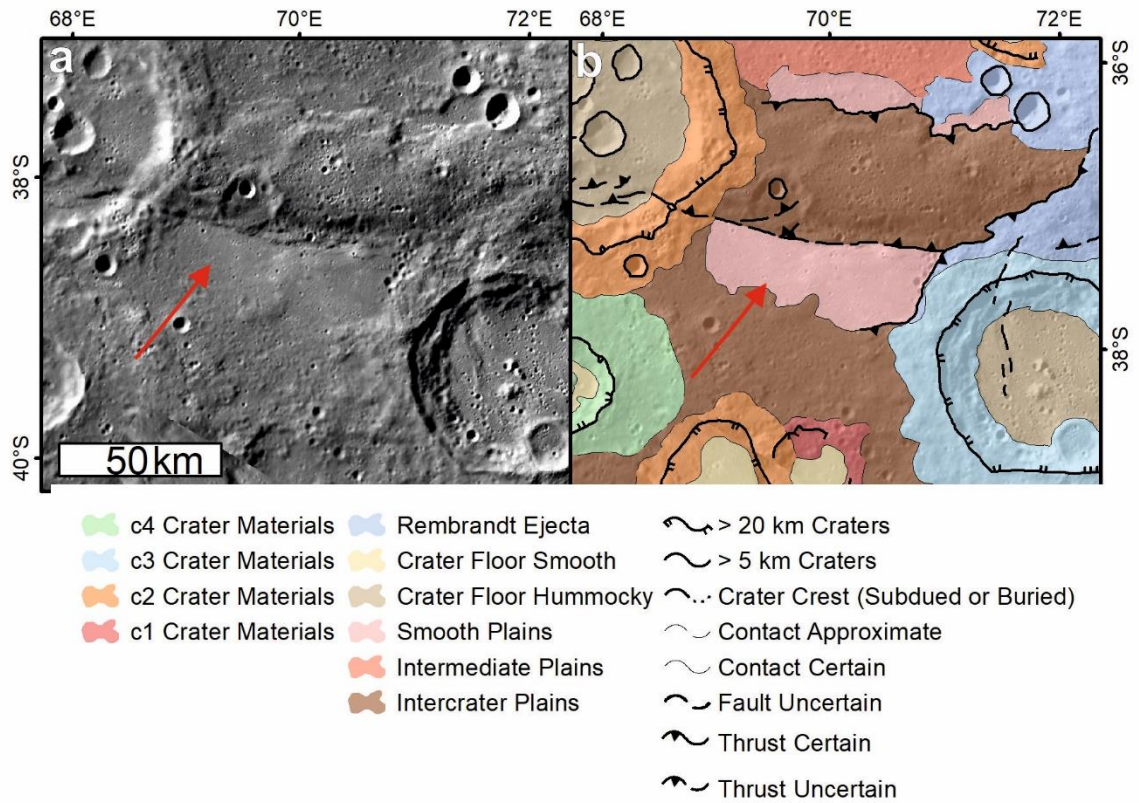 68°E 70°E 72°E 68°E 70°E 72°E
a b
36°S
38°S
38°S
40°S
50 km
c4 Crater Materials
c3 Crater Materials
c2 Crater Materials
c1 Crater Materials
Rembrandt Ejecta
Crater Floor Smooth
Crater Floor Hummocky
Smooth Plains
Intermediate Plains
Intercrater Plains
> 20 km Craters
> 5 km Craters
Crater Crest (Subdued or Buried)
Contact Approximate
Contact Certain
Fault Uncertain
Thrust Certain
Thrust Uncertain